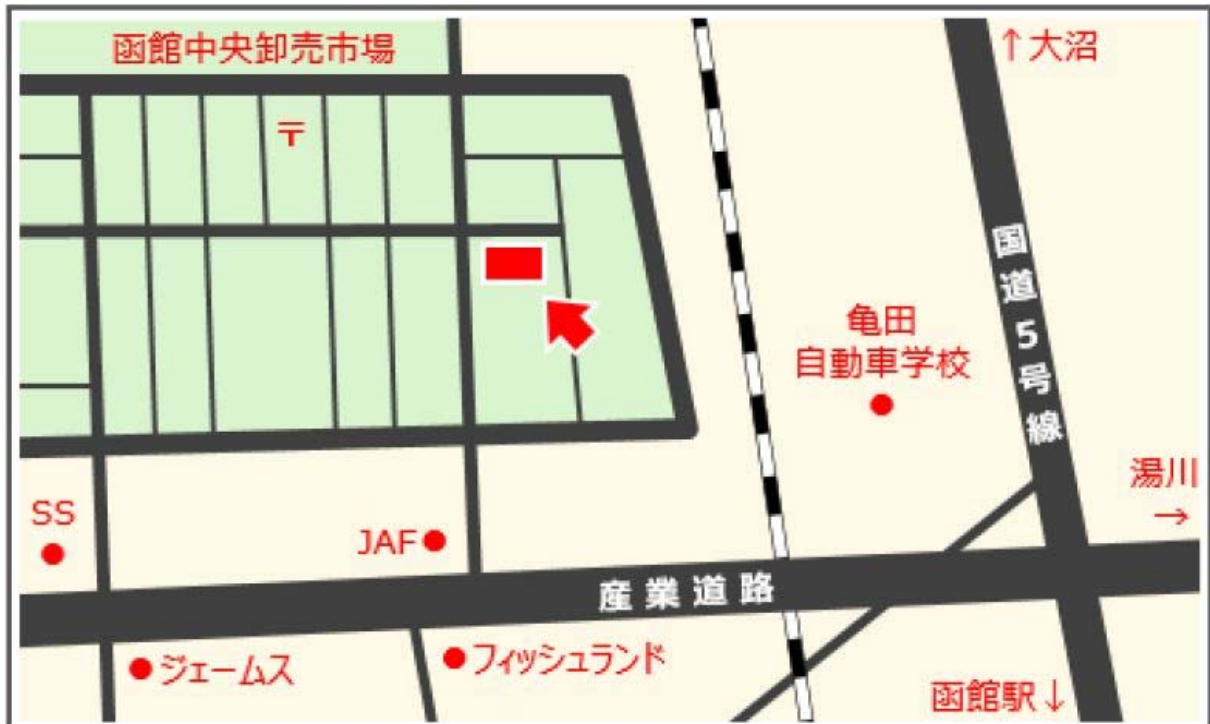 函館中央卸売市場
〒
↑大沼
国道5号線
亀田
自動車学校
湯川
→
SS
JAF
産業道路
ジェームス
フィッシュランド
函館駅↓